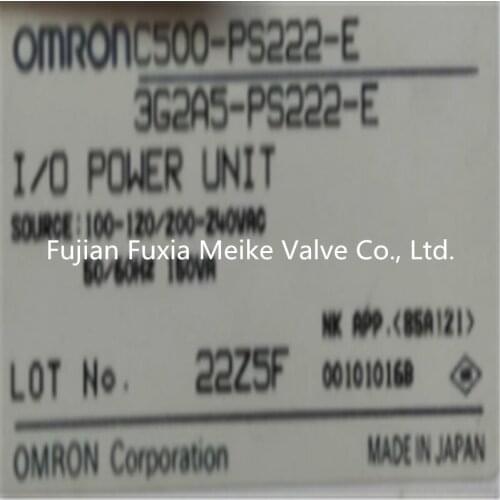 OMRON C500-PS222-E
3G2A5-PS222-E
I/O POWER UNIT
SOURCE: 100-120/200-240VAC
Fujian Fuxia Meike Valve Co., Ltd.
50/60HZ 160VA
NK APP.<85A121>
LOT No. 22Z5F 00101016B
OMRON Corporation MADE IN JAPAN